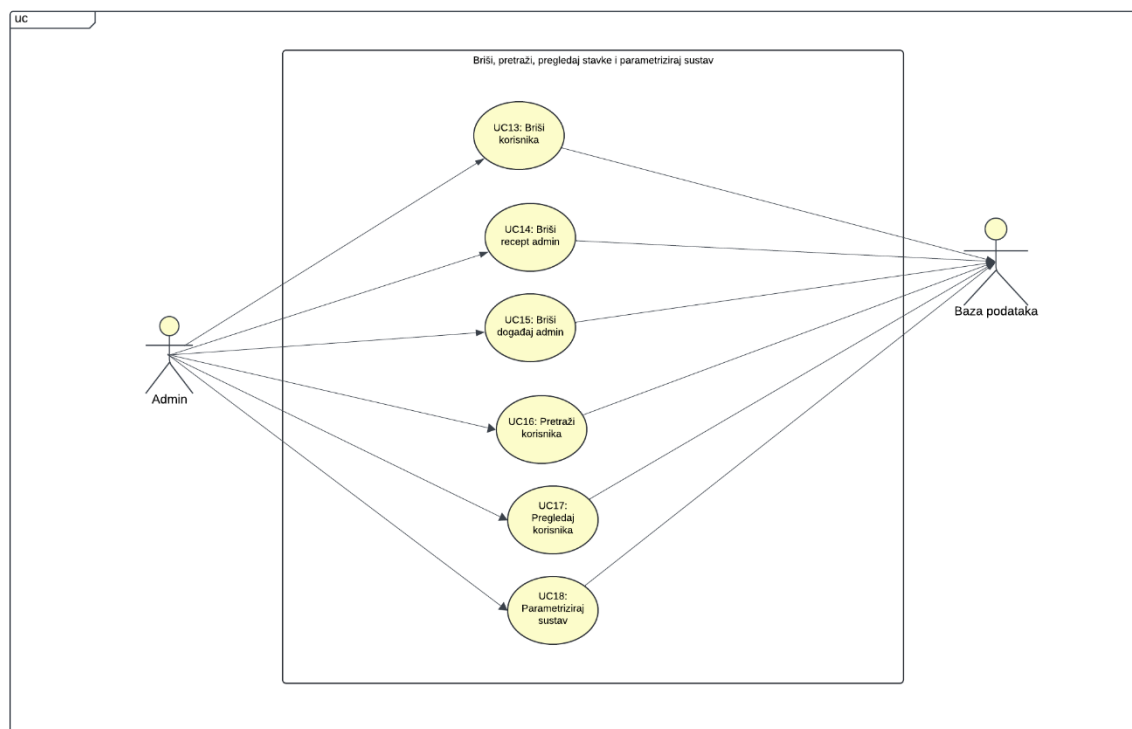 uc
Briši, pretraži, pregledaj stavke i parametriziraj sustav
UC13: Briši
korisnika
UC14: Briši
recept admin
UC15: Briši
događaj admin
UC16: Pretraži
korisnika
UC17:
Pregledaj
korisnika
UC18:
Parametriziraj
sustav
Admin
Baza podataka